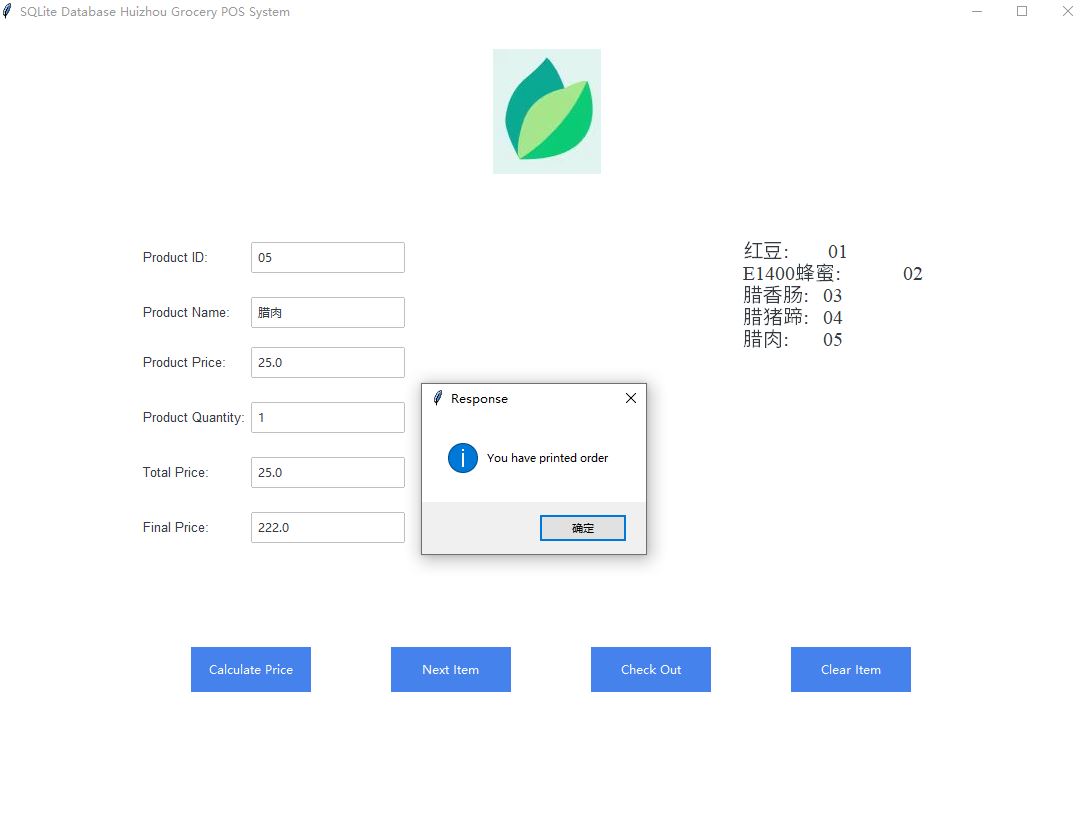 SQLite Database Huizhou Grocery POS System
Product ID: 05
Product Name: 腊肉
Product Price: 25.0
Product Quantity: 1
Total Price: 25.0
Final Price: 222.0
红豆: 01
E1400蜂蜜: 02
腊香肠: 03
腊猪蹄: 04
腊肉: 05
Response
You have printed order
确定
Calculate Price
Next Item
Check Out
Clear Item